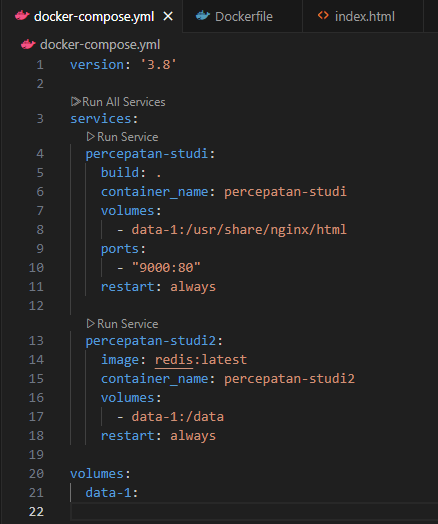 docker-compose.yml Dockerfile index.html
docker-compose.yml
1 version: '3.8'
2
Run All Services
3 services:
Run Service
4 percepatan-studi:
5 build: .
6 container_name: percepatan-studi
7 volumes:
8 - data-1:/usr/share/nginx/html
9 ports:
10 - "9000:80"
11 restart: always
12
Run Service
13 percepatan-studi2:
14 image: redis:latest
15 container_name: percepatan-studi2
16 volumes:
17 - data-1:/data
18 restart: always
19
20 volumes:
21 data-1:
22